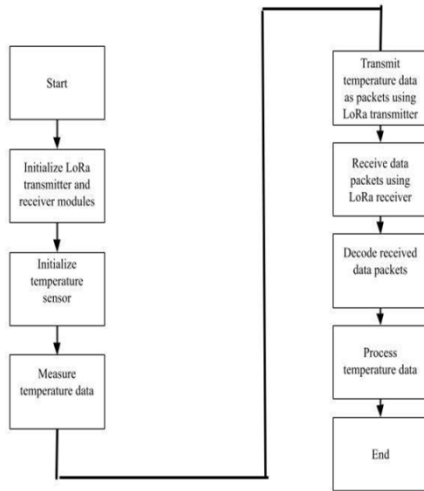 Start
Initialize LoRa
transmitter and
receiver modules
Initialize
temperature
sensor
Measure
temperature data
Transmit
temperature data
as packets using
LoRa transmitter
Receive data
packets using
LoRa receiver
Decode received
data packets
Process
temperature data
End